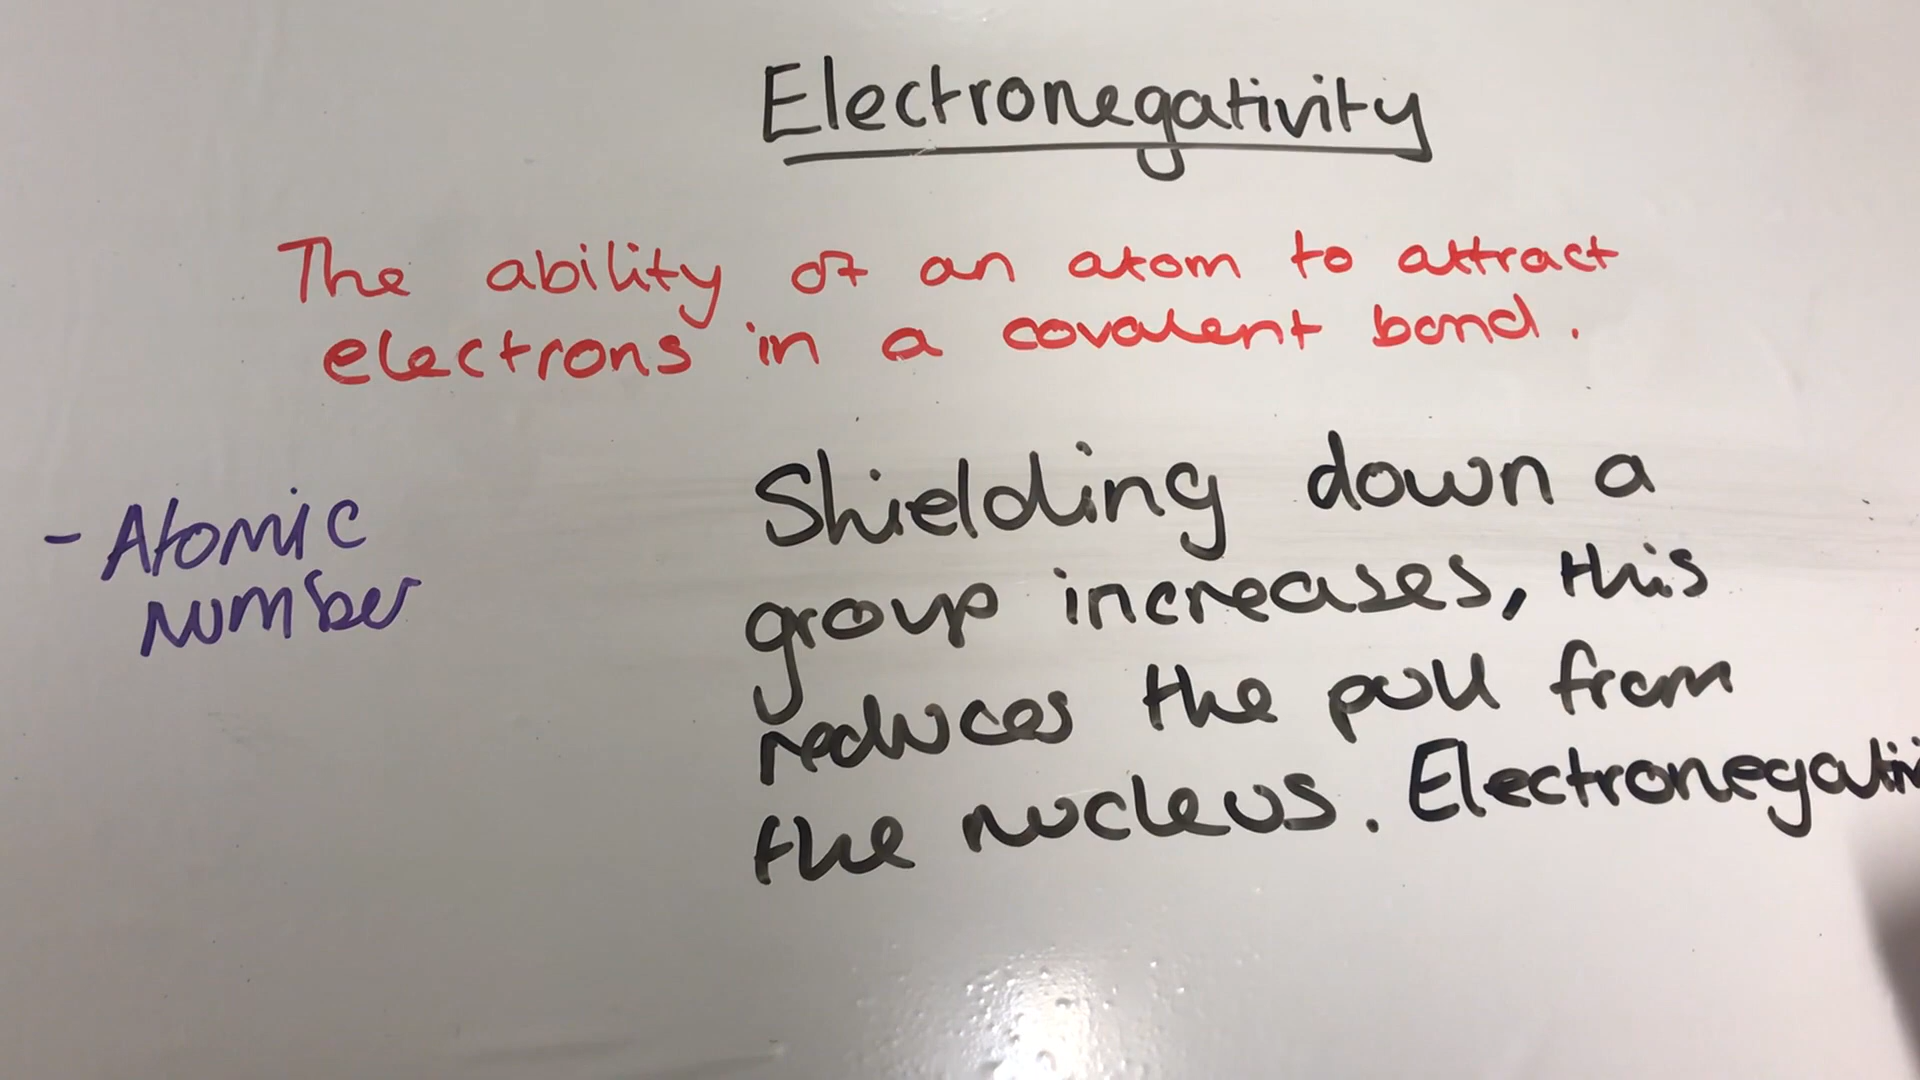 Electronegativity
The ability of an atom to attract
electrons in a covalent bond.
- Atomic
number
Shielding down a
group increases, this
reduces the pull from
the nucleus. Electronegativi